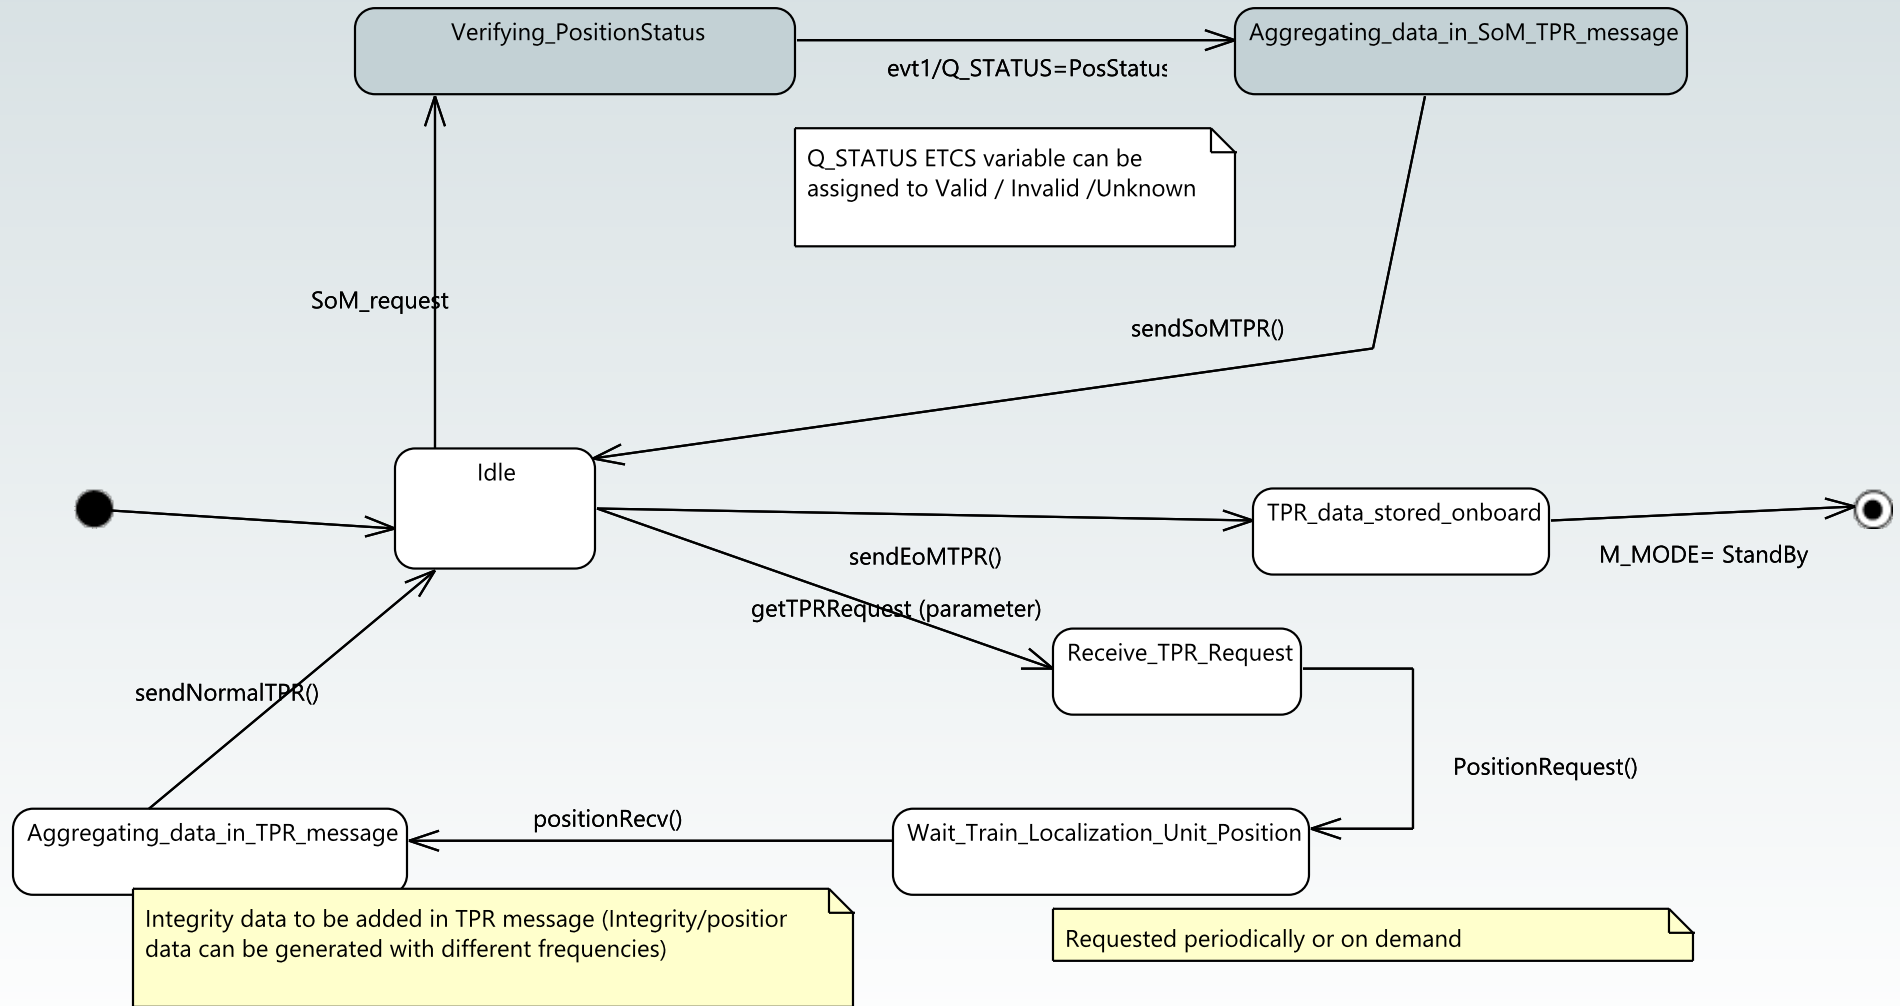 Verifying_PositionStatus
Aggregating_data_in_SoM_TPR_message
evt1/Q_STATUS=PosStatus
Q_STATUS ETCS variable can be
assigned to Valid / Invalid /Unknown
SoM_request
sendSoMTPR()
Idle
TPR_data_stored_onboard
sendEoMTPR()
M_MODE= StandBy
getTPRRequest (parameter)
Receive_TPR_Request
sendNormalTPR()
PositionRequest()
positionRecv()
Aggregating_data_in_TPR_message
Wait_Train_Localization_Unit_Position
Integrity data to be added in TPR message (Integrity/position
data can be generated with different frequencies)
Requested periodically or on demand